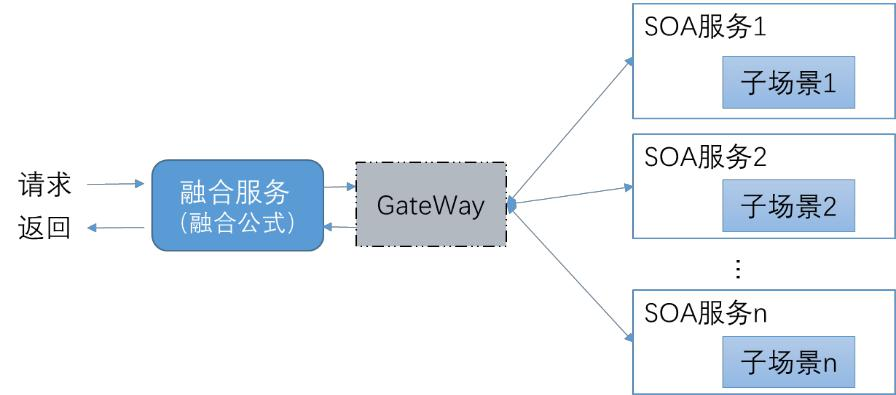 请求
返回
融合服务
(融合公式)
GateWay
SOA服务1
子场景1
SOA服务2
子场景2
⋮
SOA服务n
子场景n